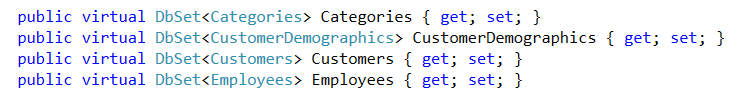 public virtual DbSet<Categories> Categories { get; set; }
public virtual DbSet<CustomerDemographics> CustomerDemographics { get; set; }
public virtual DbSet<Customers> Customers { get; set; }
public virtual DbSet<Employees> Employees { get; set; }